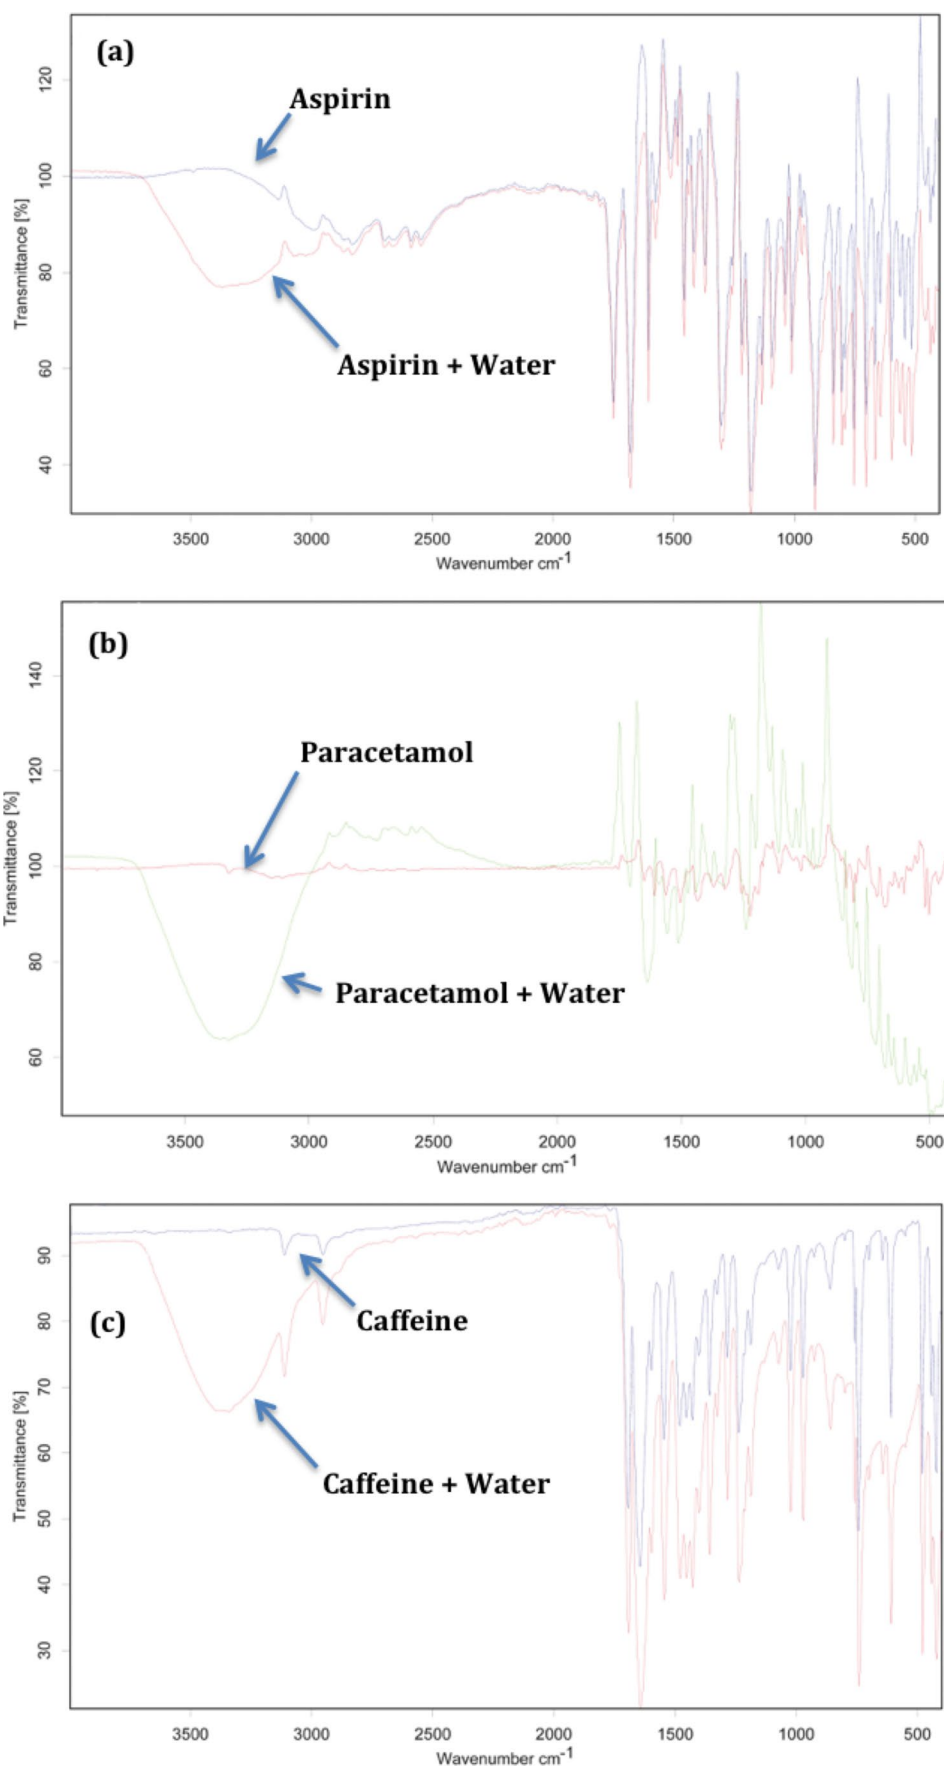 (a)
Aspirin
Aspirin + Water
Transmittance [%]
120
100
80
60
40
3500 3000 2500 2000 1500 1000 500
Wavenumber cm-1
(b)
Paracetamol
Paracetamol + Water
Transmittance [%]
140
120
100
80
60
3500 3000 2500 2000 1500 1000 500
Wavenumber cm-1
(c)
Caffeine
Caffeine + Water
Transmittance [%]
90
80
70
60
50
40
30
3500 3000 2500 2000 1500 1000 500
Wavenumber cm-1